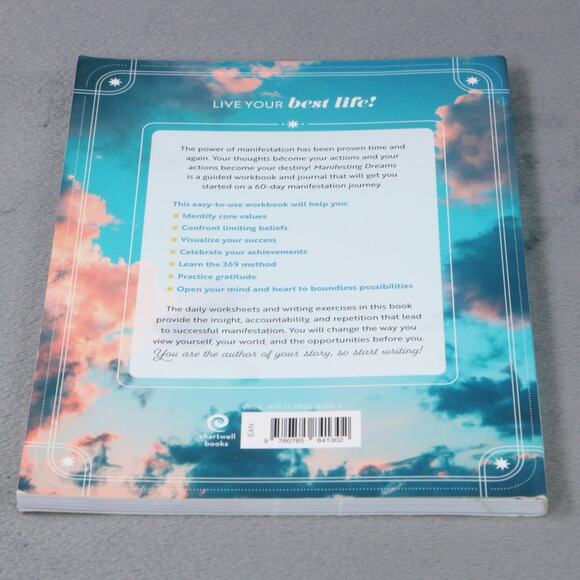 LIVE YOUR best life!
The power of manifestation has been proven time and
again. Your thoughts become your actions and your
actions become your destiny! Manifesting Dreams
is a guided workbook and journal that will get you
started on a 60-day manifestation journey.
This easy-to-use workbook will help you:
Identify core values
Confront limiting beliefs
Visualize your success
Celebrate your achievements
Learn the 369 method
Practice gratitude
Open your mind and heart to boundless possibilities
The daily worksheets and writing exercises in this book
provide the insight, accountability, and repetition that lead
to successful manifestation. You will change the way you
view yourself, your world, and the opportunities before you.
You are the author of your story, so start writing!
chartwell
books
EAN
9 780785 841302